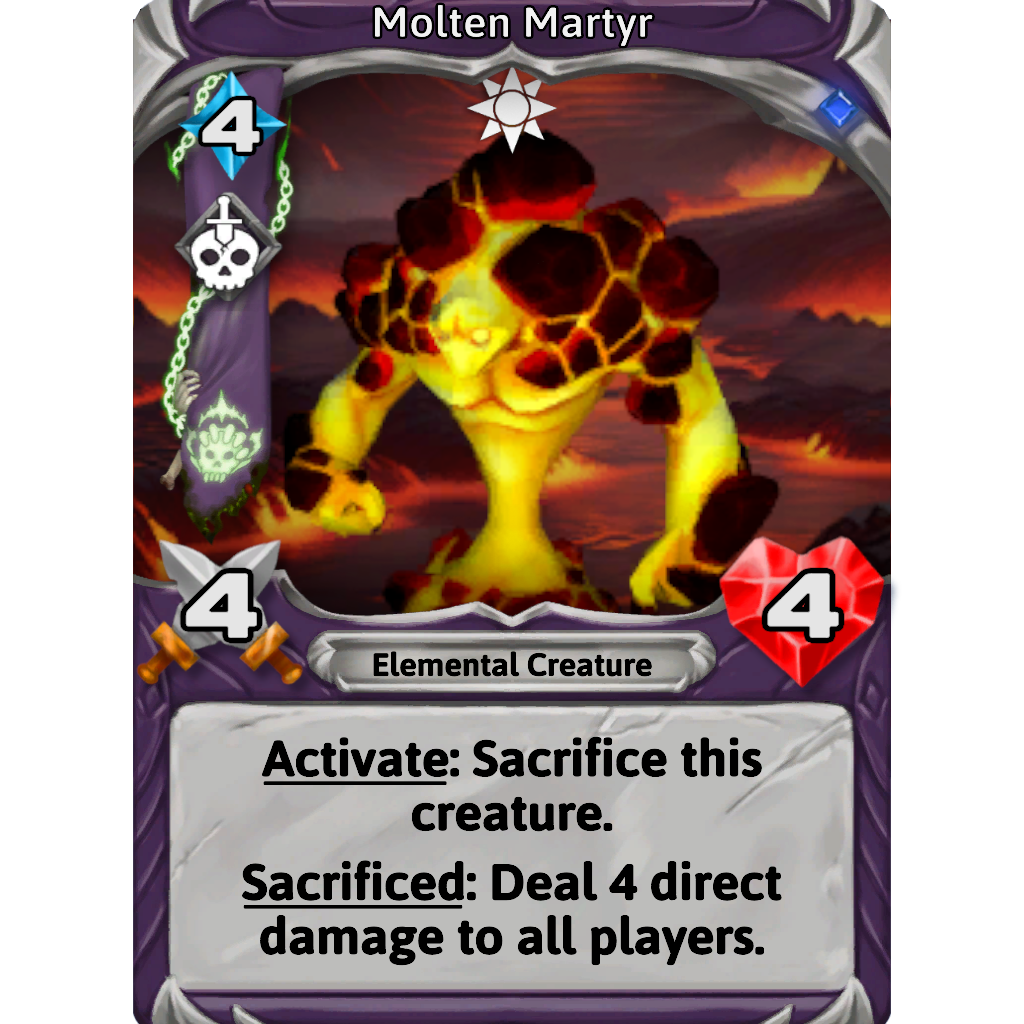 Molten Martyr
4
4
4
Elemental Creature
Activate: Sacrifice this
creature.
Sacrificed: Deal 4 direct
damage to all players.